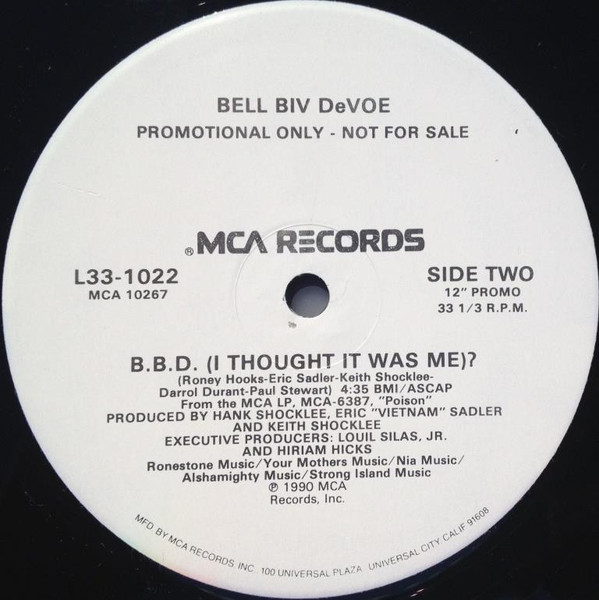 BELL BIV DeVOE
PROMOTIONAL ONLY - NOT FOR SALE
® MCA RECORDS
L33-1022
MCA 10267
SIDE TWO
12" PROMO
33 1/3 R.P.M.
B.B.D. (I THOUGHT IT WAS ME)?
(Roney Hooks-Eric Sadler-Keith Shocklee-
Darrol Durant-Paul Stewart) 4:35 BMI/ASCAP
From the MCA LP, MCA-6387, "Poison"
PRODUCED BY HANK SHOCKLEE, ERIC "VIETNAM" SADLER
AND KEITH SHOCKLEE
EXECUTIVE PRODUCERS: LOUIL SILAS, JR.
AND HIRIAM HICKS
Ronestone Music/Your Mothers Music/Nia Music/
Alshamighty Music/Strong Island Music
℗ 1990 MCA
Records, Inc.
MFD BY MCA RECORDS INC. 100 UNIVERSAL PLAZA, UNIVERSAL CITY, CALIF 91608